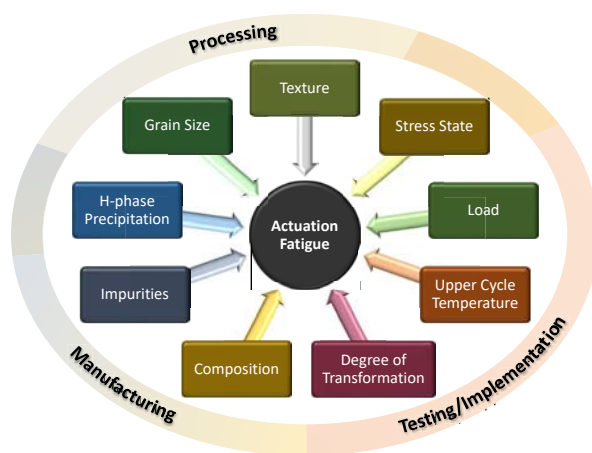 Processing
Texture
Grain Size
Stress State
H-phase
Precipitation
Load
Actuation
Fatigue
Impurities
Upper Cycle
Temperature
Composition
Degree of
Transformation
Manufacturing
Testing/Implementation